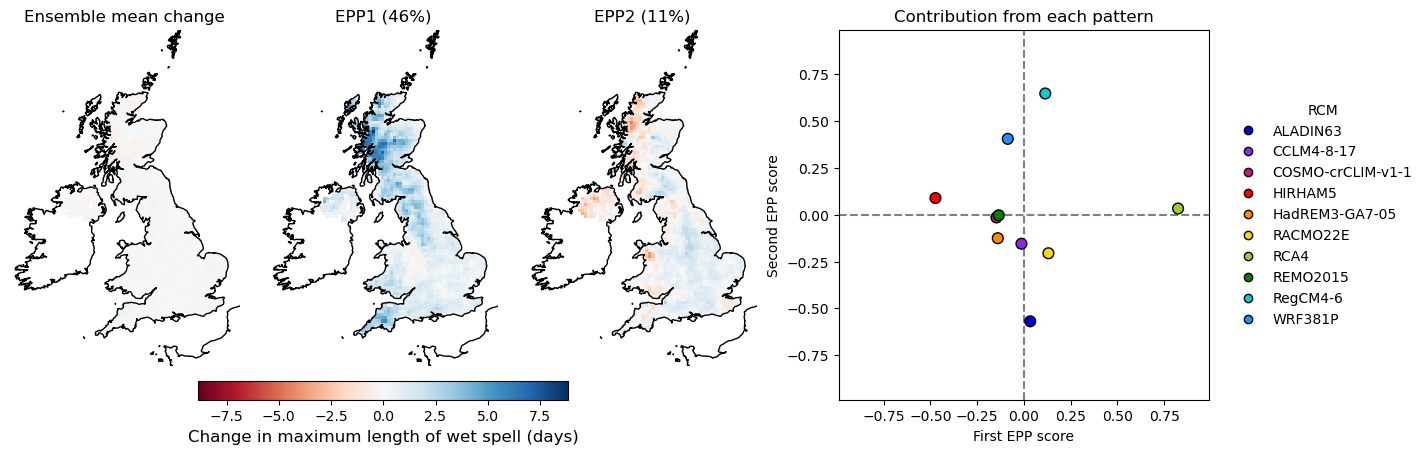 Ensemble mean change
EPP1 (46%)
EPP2 (11%)
−7.5
−5.0
−2.5
0.0
2.5
5.0
7.5
Change in maximum length of wet spell (days)
Contribution from each pattern
Second EPP score
0.75
0.50
0.25
0.00
−0.25
−0.50
−0.75
−0.75
−0.50
−0.25
0.00
0.25
0.50
0.75
First EPP score
RCM
ALADIN63
CCLM4-8-17
COSMO-crCLIM-v1-1
HIRHAM5
HadREM3-GA7-05
RACMO22E
RCA4
REMO2015
RegCM4-6
WRF381P